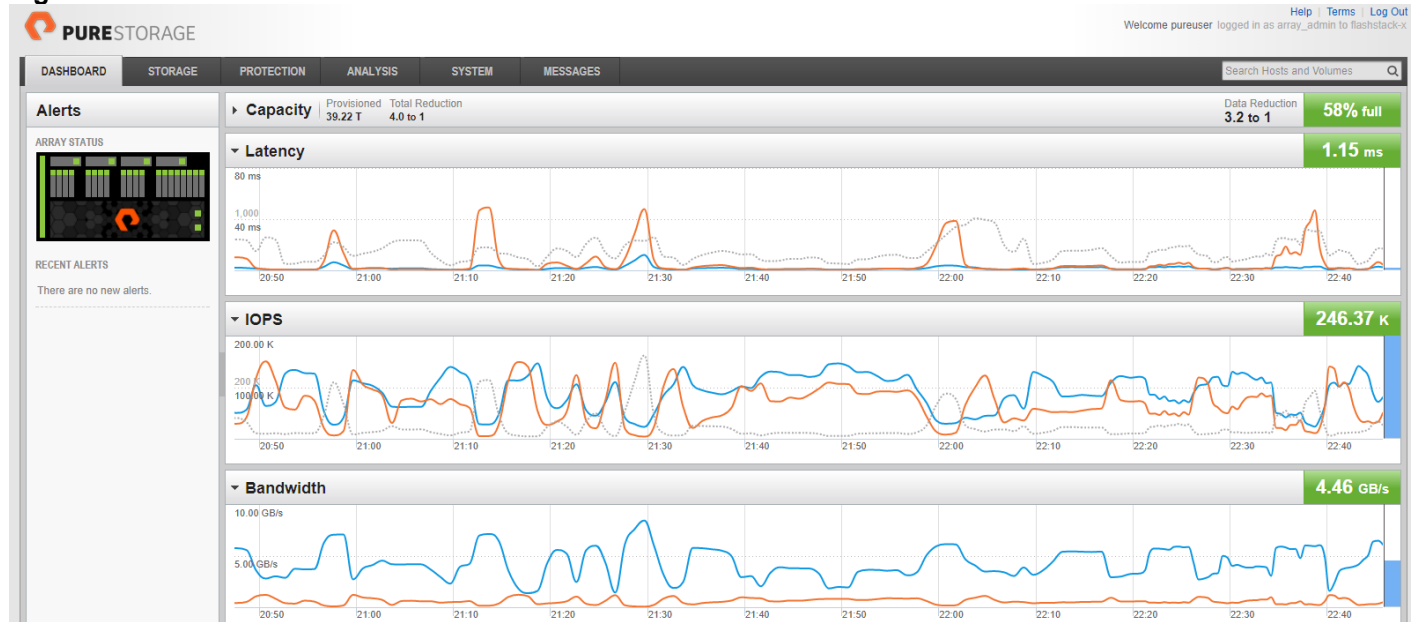 PURESTORAGE
Help | Terms | Log Out
Welcome pureuser logged in as array_admin to flashstack-x
DASHBOARD STORAGE PROTECTION ANALYSIS SYSTEM MESSAGES
Search Hosts and Volumes
Alerts
ARRAY STATUS
RECENT ALERTS
There are no new alerts.
Capacity Provisioned Total Reduction Data Reduction 58% full
39.22 T 4.0 to 1 3.2 to 1
Latency 1.15 ms
80 ms
1,000
40 ms
20:50 21:00 21:10 21:20 21:30 21:40 21:50 22:00 22:10 22:20 22:30 22:40
IOPS 246.37 K
200.00 K
200
100.00 K
20:50 21:00 21:10 21:20 21:30 21:40 21:50 22:00 22:10 22:20 22:30 22:40
Bandwidth 4.46 GB/s
10.00 GB/s
5.00 GB/s
20:50 21:00 21:10 21:20 21:30 21:40 21:50 22:00 22:10 22:20 22:30 22:40